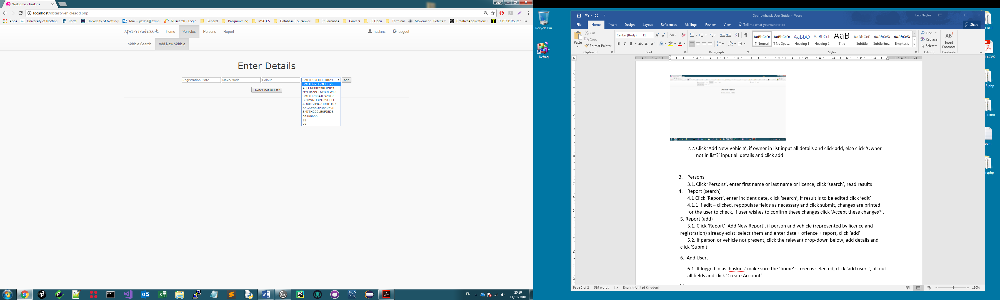 Welcome - haskins
Leo
localhost/dbtest/vehicleadd.php
Apps University of Notting Portal University of Notting Mail – psxln1@exma NUsearch - Login General Programming MSC CS Database Coursework St Barnabas Careers JS Docu Terminal Movement | Peter's V CreativeApplications. TalkTalk Router »
Sparrowhawk Home Vehicles Persons Report haskins Logout
Vehicle Search Add New Vehicle
Enter Details
Registration Plate Make/Model Colour SMITH92LDOFJJ829 add
SMITH92LDOFJJ829
ALLEN88K23KLR9B3
MYERS99JDW8REWL3
SMITHR004JFS20TR
BROWND3PJJ39DLFG
ADAMSH9O3JRHH107
BECKE88UPR840F9R
SMITH222LE9FJ5DS
da45s655
gg
gg
Owner not in list?
EN
20:30
11/01/2018
Recycle Bin
Defrag
Sparrowhawk User Guide - Word
Leo Naylor
File Home Insert Design Layout References Mailings Review View Tell me what you want to do Share
Paste Cut Copy Format Painter
Clipboard
Calibri (Body) 11
Font
Paragraph
AaBbCcDc AaBbCcDc AaBbCc AaBbCcD AaB AaBbCcD AaBbCcDc AaBbCcDc
¶ Normal ¶ No Spac... Heading 1 Heading 2 Title Subtitle Subtle Em... Emphasis
Styles
Find
Replace
Select
Editing
AB1
Insert Footnote
Footnote
Vehicle Search
2.2. Click ‘Add New Vehicle’, if owner in list input all details and click add, else click ‘Owner
not in list?’ input all details and click add
3. Persons
3.1. Click ‘Persons’, enter first name or last name or licence, click ‘search’, read results
4. Report (search)
4.1 Click ‘Report’, enter incident date, click ‘search’, if result is to be edited click ‘edit’
4.1.1 If edit = clicked, repopulate fields as necessary and click submit, changes are printed
for the user to check, if user wishes to confirm these changes click ‘Accept these changes?’.
5. Report (add)
5.1. Click ‘Report’ ‘Add New Report’, if person and vehicle (represented by licence and
registration) already exist: select them and enter date + offence + report, click ‘add’
5.2. If person or vehicle not present, click the relevant drop-down below, add details and
click ‘Submit’
6. Add Users
6.1. If logged in as ‘haskins’ make sure the ‘home’ screen is selected, click ‘add users’, fill out
all fields and click ‘Create Account’.
Page 2 of 2 519 words English (United Kingdom) 130%
CKUP
is.CW2
8 php
-demo
oem
rephp